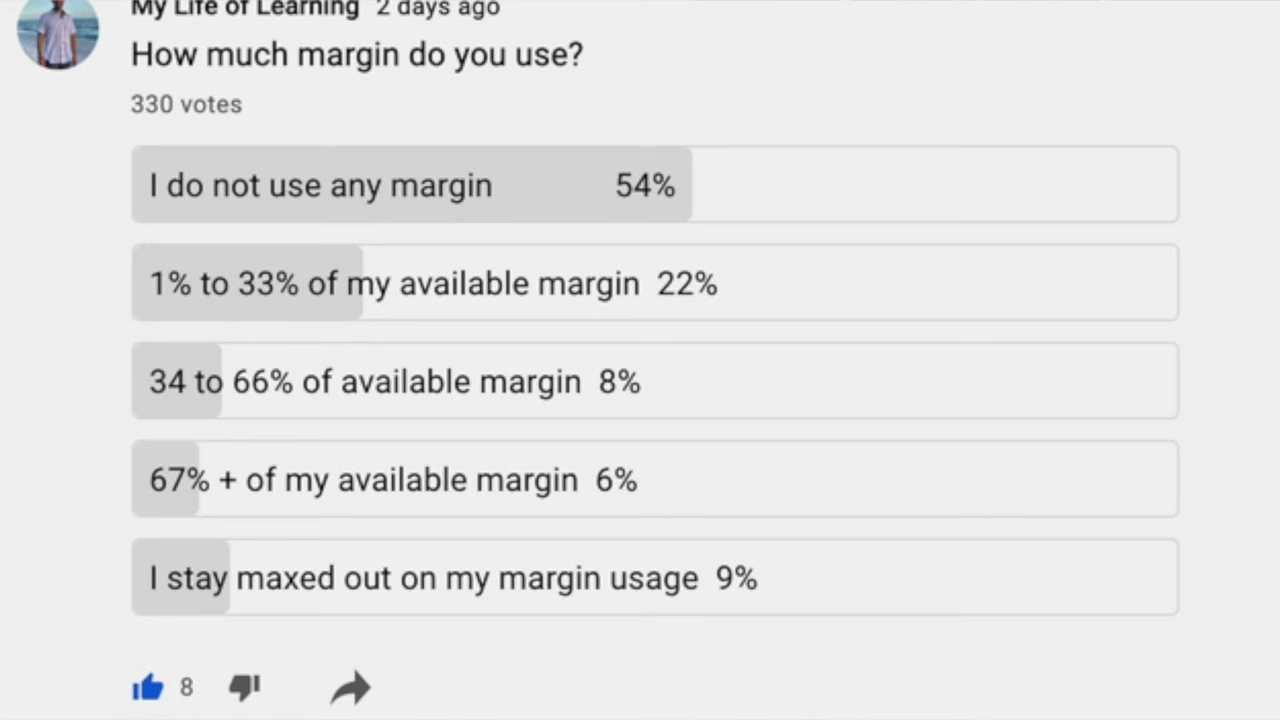 My Life of Learning 2 days ago
How much margin do you use?
330 votes
I do not use any margin 54%
1% to 33% of my available margin 22%
34 to 66% of available margin 8%
67% + of my available margin 6%
I stay maxed out on my margin usage 9%
8